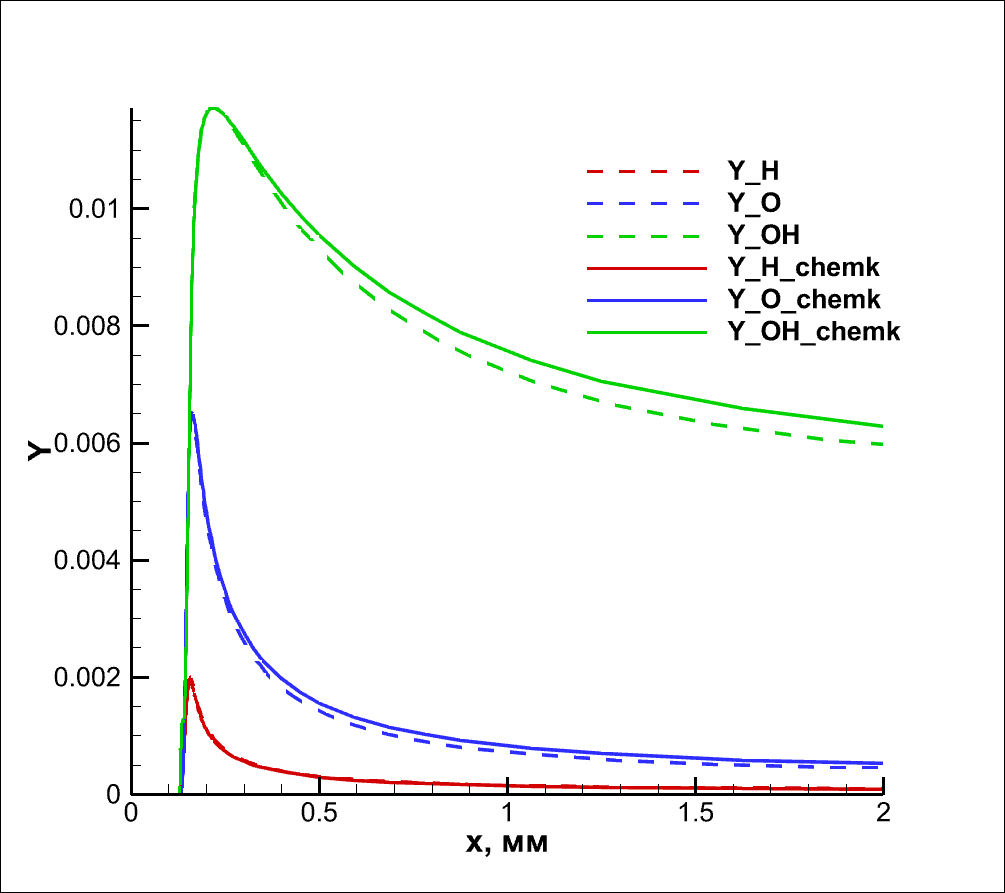 Y_H
Y_O
Y_OH
Y_H_chemk
Y_O_chemk
Y_OH_chemk
0.01
0.008
0.006
0.004
0.002
0
Y
0 0.5 1 1.5 2
х, мм